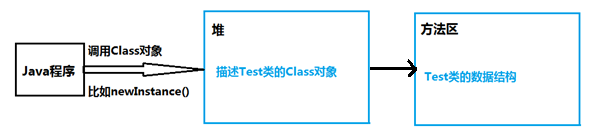 Java程序
调用Class对象
比如newInstance()
堆
描述Test类的Class对象
方法区
Test类的数据结构